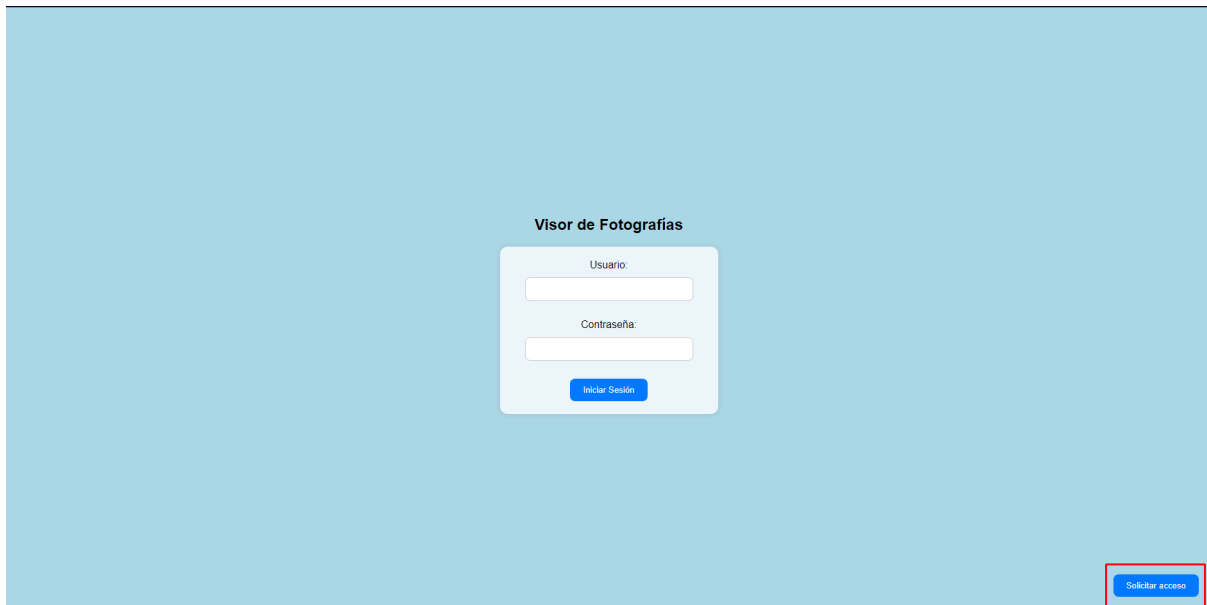 Visor de Fotografías
Usuario:
Contraseña:
Iniciar Sesión
Solicitar acceso